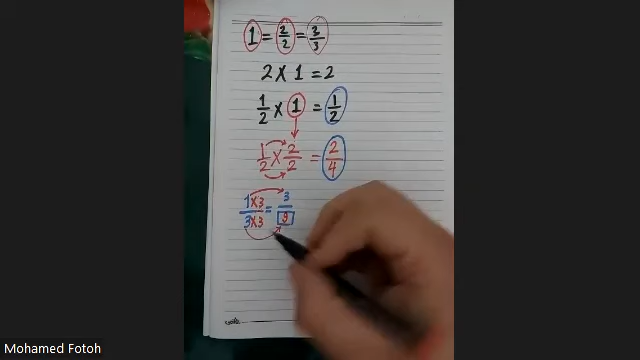 1 = 2/2 = 3/3
2 X 1 = 2
1/2 X 1 = 1/2
1/2 X 2/2 = 2/4
1X3/3X3 = 3/9
Mohamed Fotoh